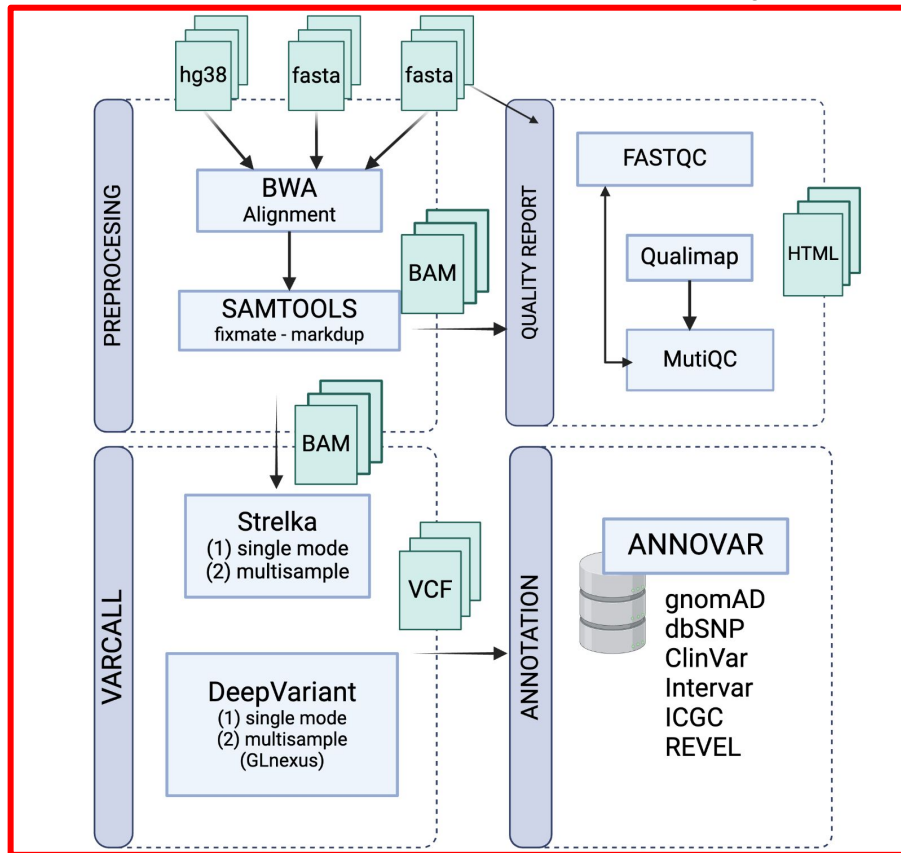 hg38
fasta
fasta
PREPROCESING
BWA
Alignment
BAM
SAMTOOLS
fixmate - markdup
QUALITY REPORT
FASTQC
HTML
Qualimap
MutiQC
VARCALL
BAM
Strelka
(1) single mode
(2) multisample
VCF
DeepVariant
(1) single mode
(2) multisample
(GLnexus)
ANNOTATION
ANNOVAR
gnomAD
dbSNP
ClinVar
Intervar
ICGC
REVEL